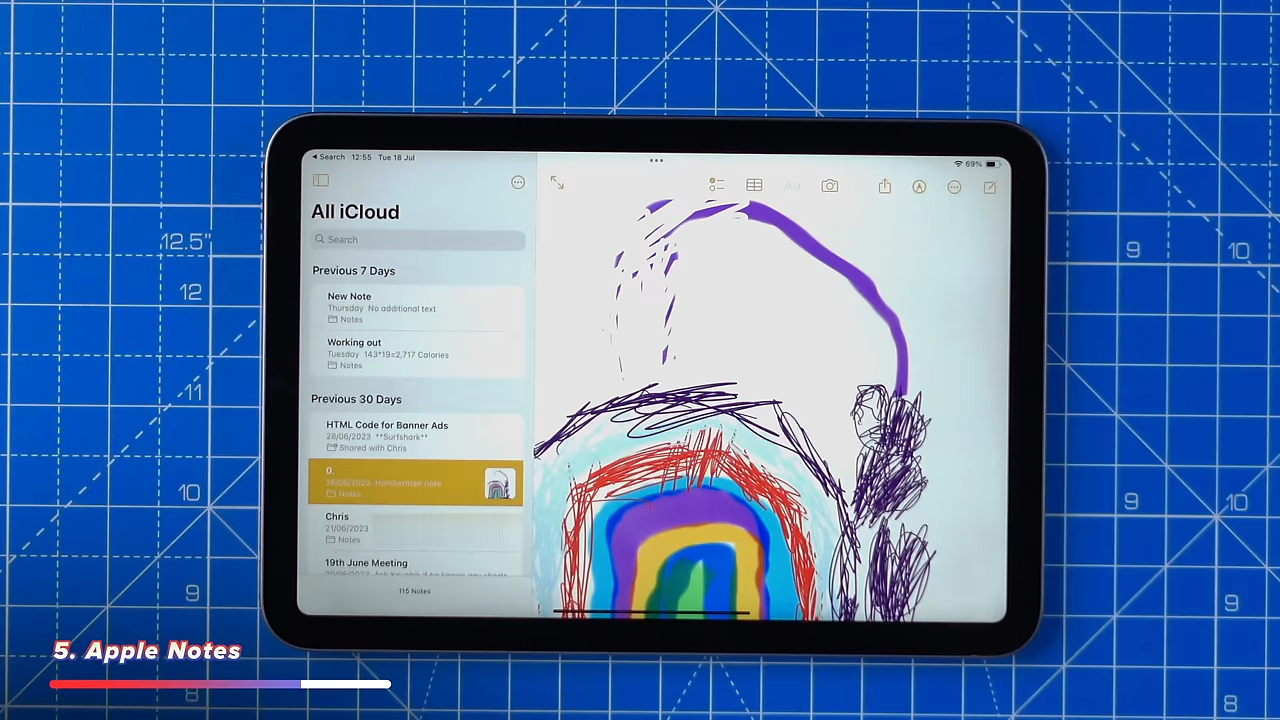 Search 12:55 Tue 18 Jul
69%
All iCloud
Search
Previous 7 Days
New Note
Thursday No additional text
Notes
Working out
Tuesday 143*19=2,717 Calories
Notes
Previous 30 Days
HTML Code for Banner Ads
28/06/2023 **Surfshark**
Shared with Chris
0.
26/06/2023 Handwritten note
Notes
Chris
21/06/2023
Notes
19th June Meeting
115 Notes
12.5"
12
11
10
9
8
9
10
9
10
9
8
5. Apple Notes